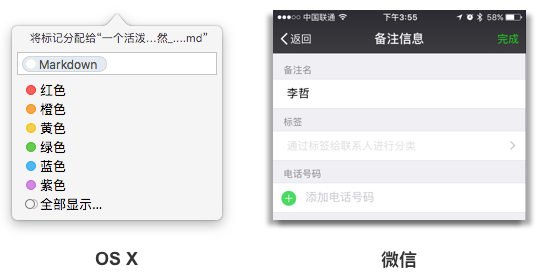 将标记分配给“一个活泼...然_....md”
Markdown
红色
橙色
黄色
绿色
蓝色
紫色
全部显示...
OS X
中国联通 下午3:55 58%
返回 备注信息 完成
备注名
李哲
标签
通过标签给联系人进行分类
电话号码
添加电话号码
微信